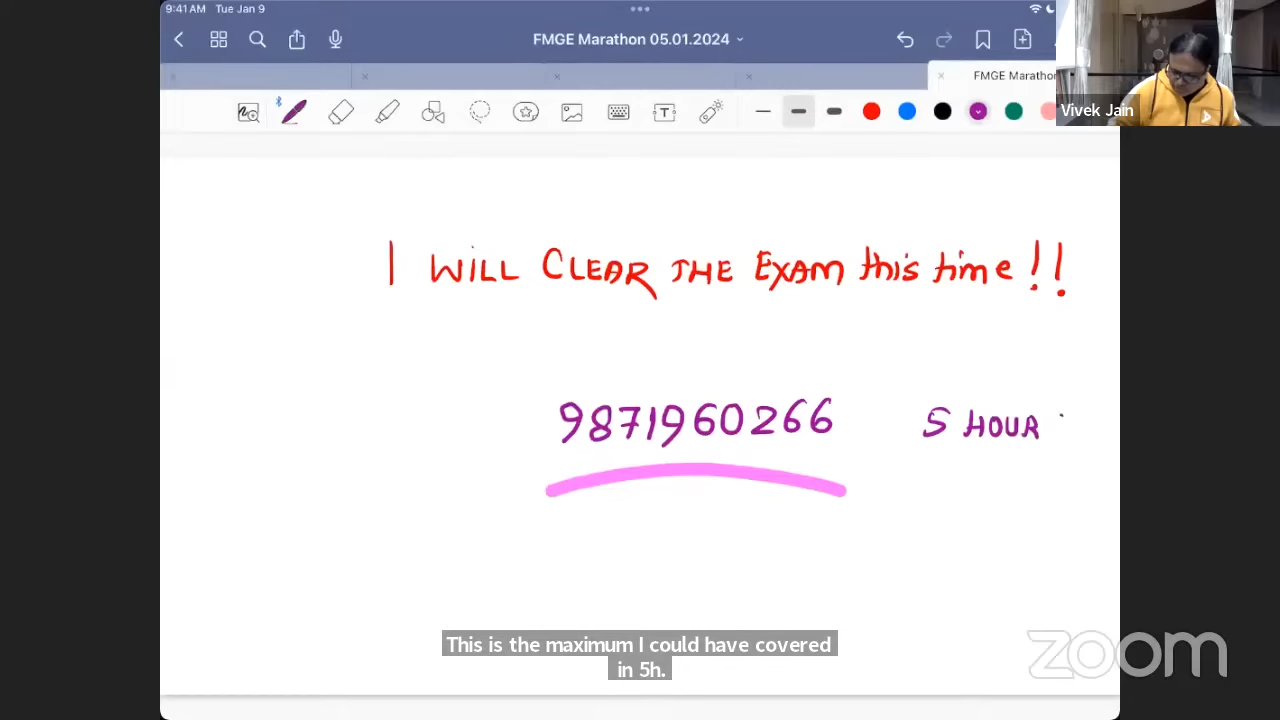 9:41 AM Tue Jan 9
FMGE Marathon 05.01.2024
FMGE Marathon
Vivek Jain
I WILL CLEAR THE EXAM this time !!
9871960266 5 HOUR
This is the maximum I could have covered
in 5h.
zoom